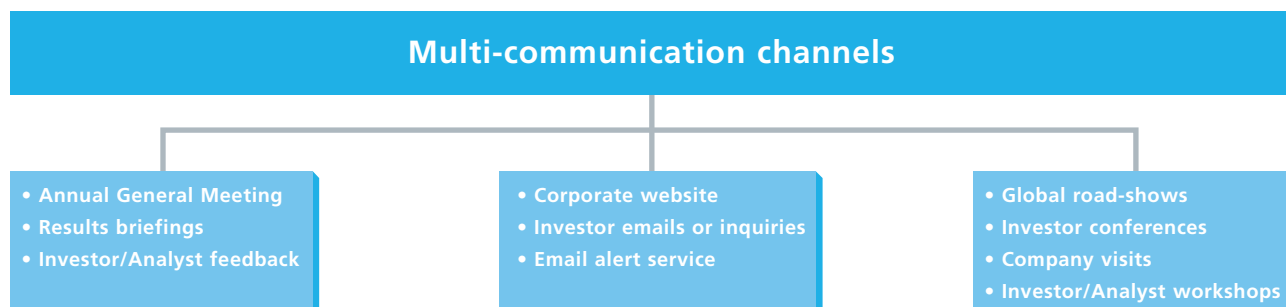 Multi-communication channels
• Annual General Meeting
• Results briefings
• Investor/Analyst feedback
• Corporate website
• Investor emails or inquiries
• Email alert service
• Global road-shows
• Investor conferences
• Company visits
• Investor/Analyst workshops